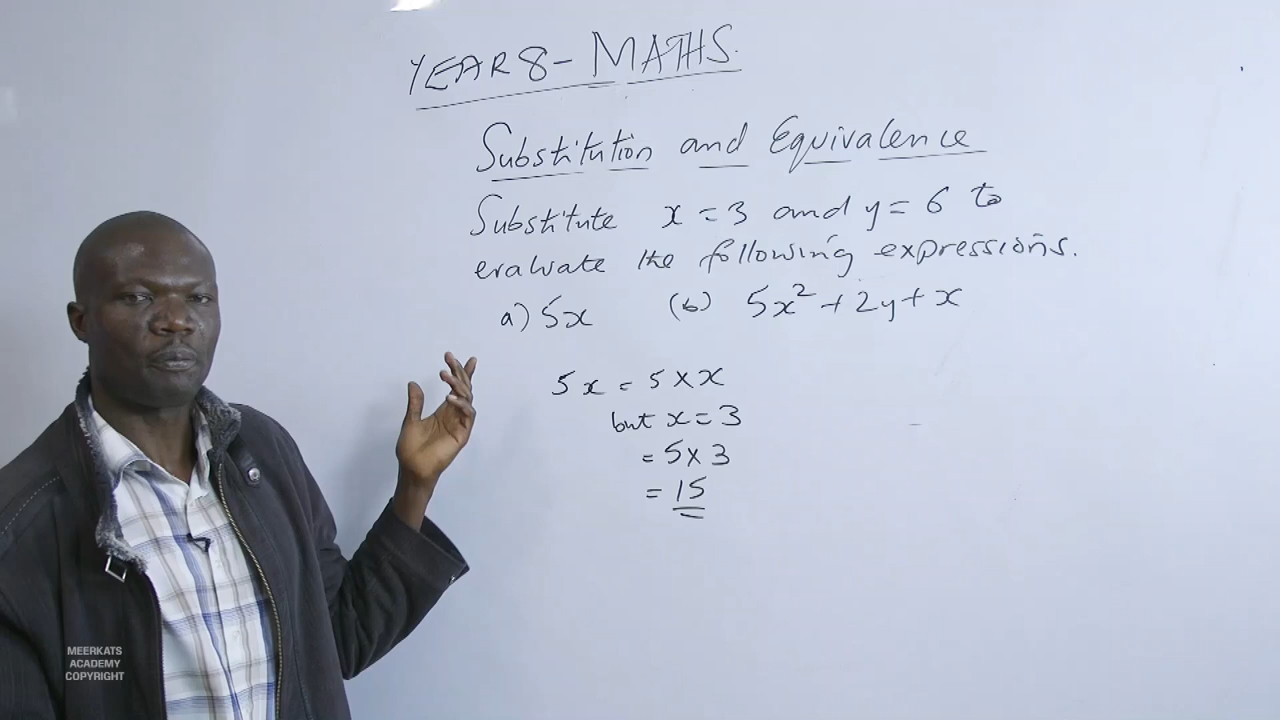 YEAR 8 - MATHS.
Substitution and Equivalence
Substitute x = 3 and y = 6 to
evaluate the following expressions.
a) 5x (b) 5x² + 2y + x
5x = 5 × x
but x = 3
= 5 × 3
= 15
MEERKATS
ACADEMY
COPYRIGHT